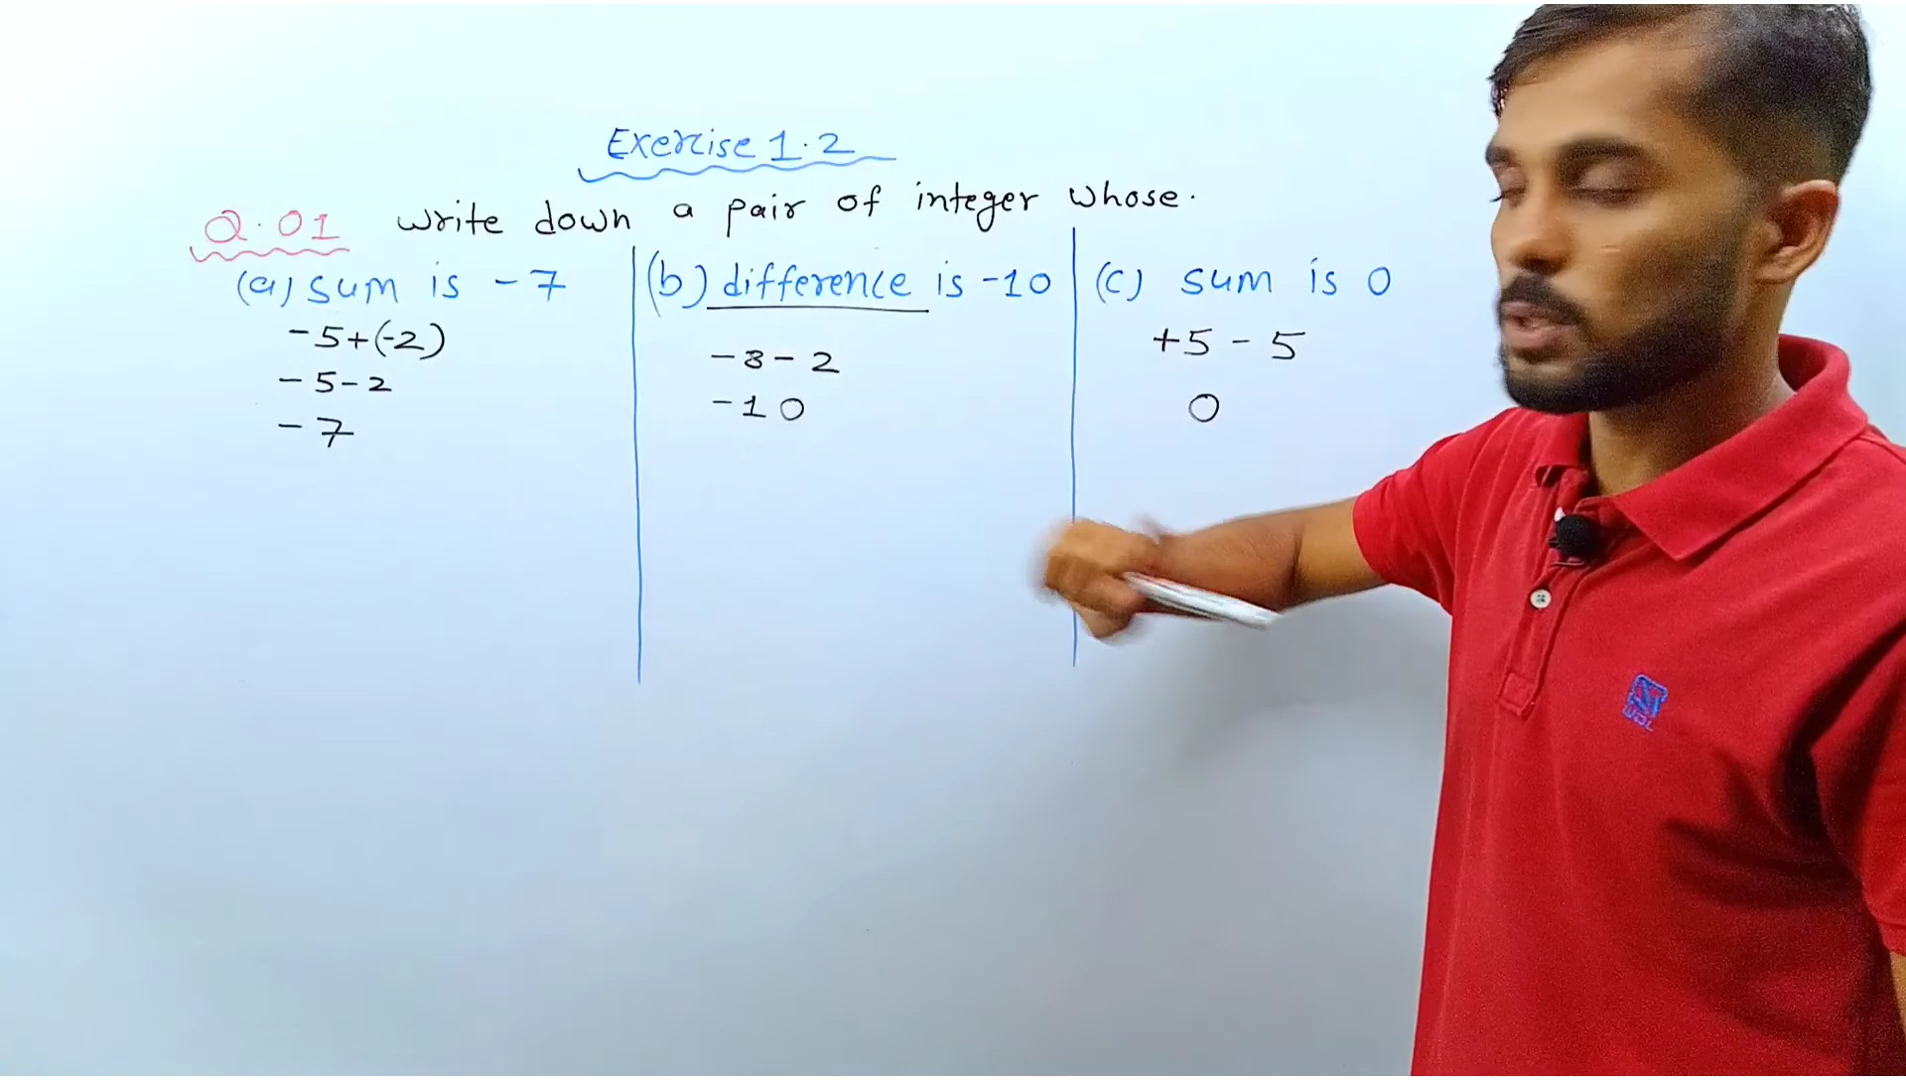 Exercise 1.2
Q.01 write down a pair of integer whose.
(a) sum is -7
-5+(-2)
-5-2
-7
(b) difference is -10
-8-2
-10
(c) sum is 0
+5-5
0